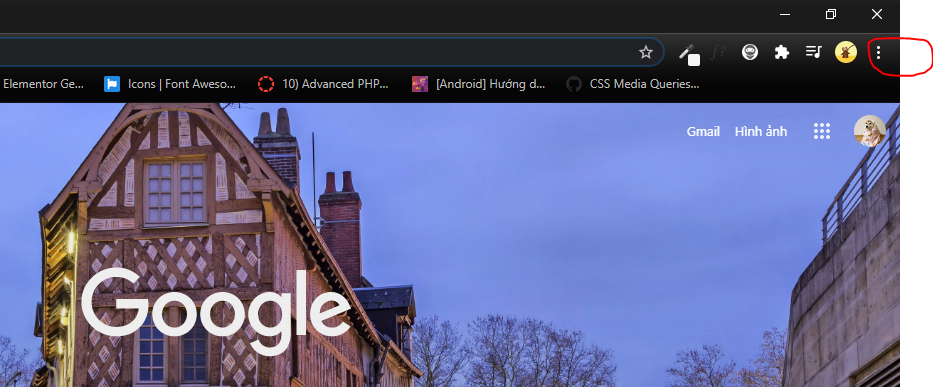 f?
Elementor Ge... Icons | Font Aweso... 10) Advanced PHP... [Android] Hướng d... CSS Media Queries...
Gmail Hình ảnh
Google